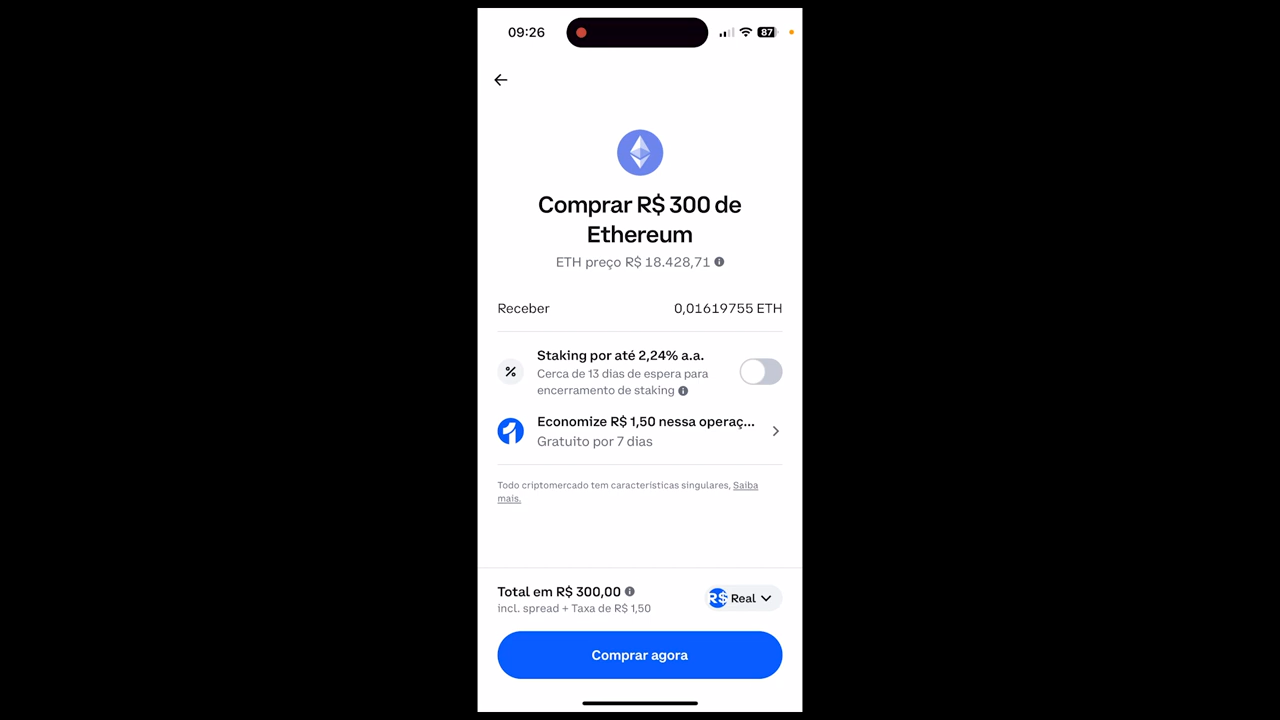 09:26
87
Comprar R$ 300 de
Ethereum
ETH preço R$ 18.428,71
Receber 0,01619755 ETH
Staking por até 2,24% a.a.
Cerca de 13 dias de espera para
encerramento de staking
Economize R$ 1,50 nessa operaç...
Gratuito por 7 dias
Todo criptomercado tem características singulares, Saiba
mais.
Total em R$ 300,00
incl. spread + Taxa de R$ 1,50
R$ Real
Comprar agora